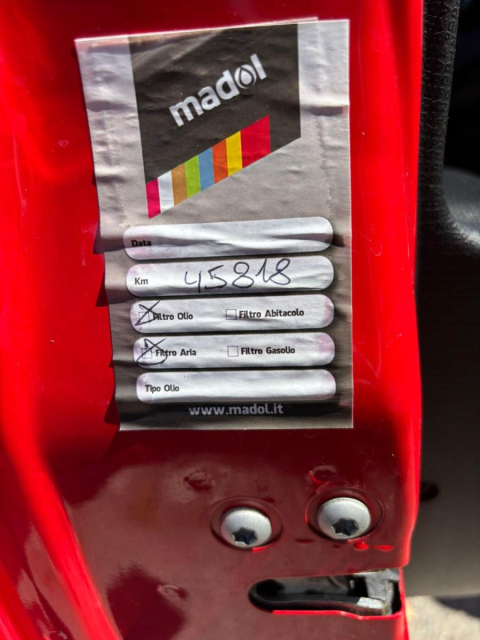 madol
Data
Km 45818
Filtro Olio Filtro Abitacolo
Filtro Aria Filtro Gasolio
Tipo Olio
www.madol.it